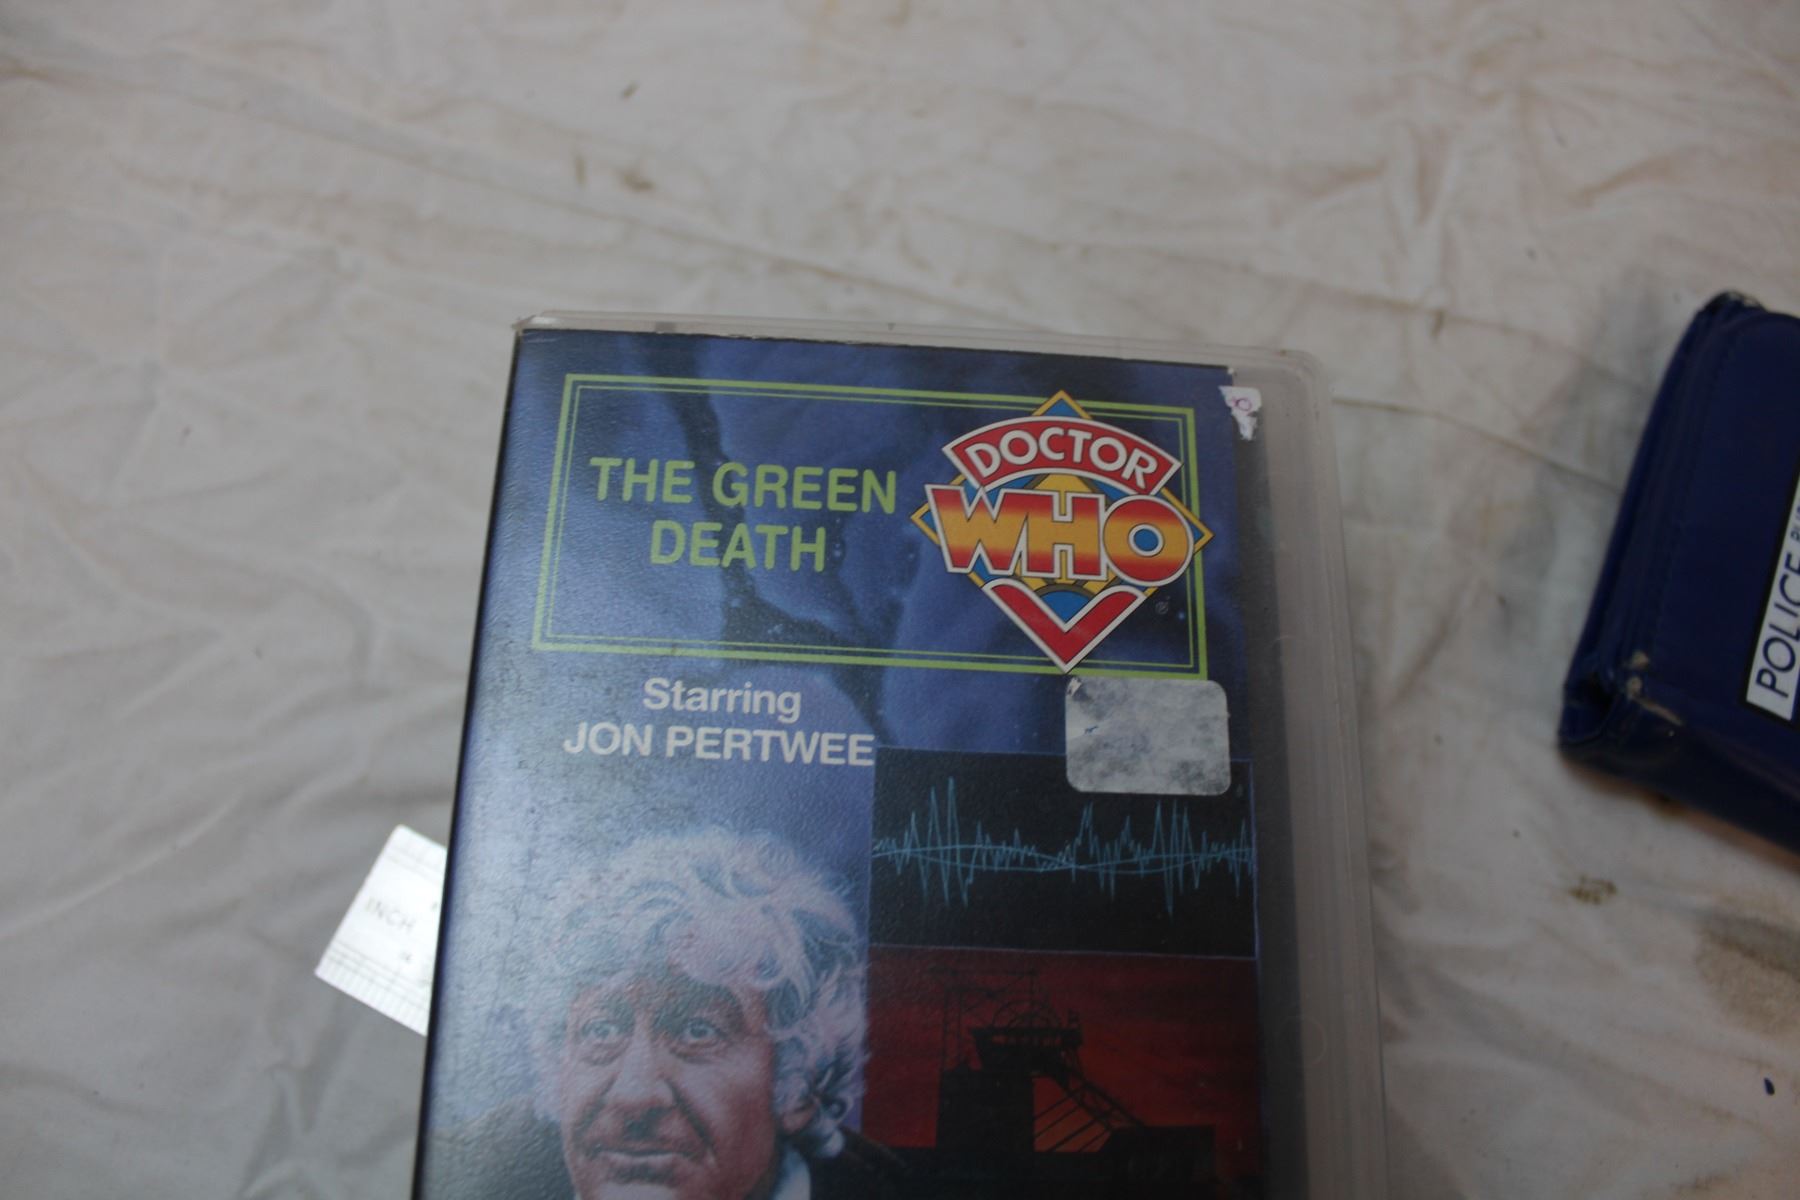 THE GREEN
DEATH
DOCTOR
WHO
Starring
JON PERTWEE
INCH
POLICE